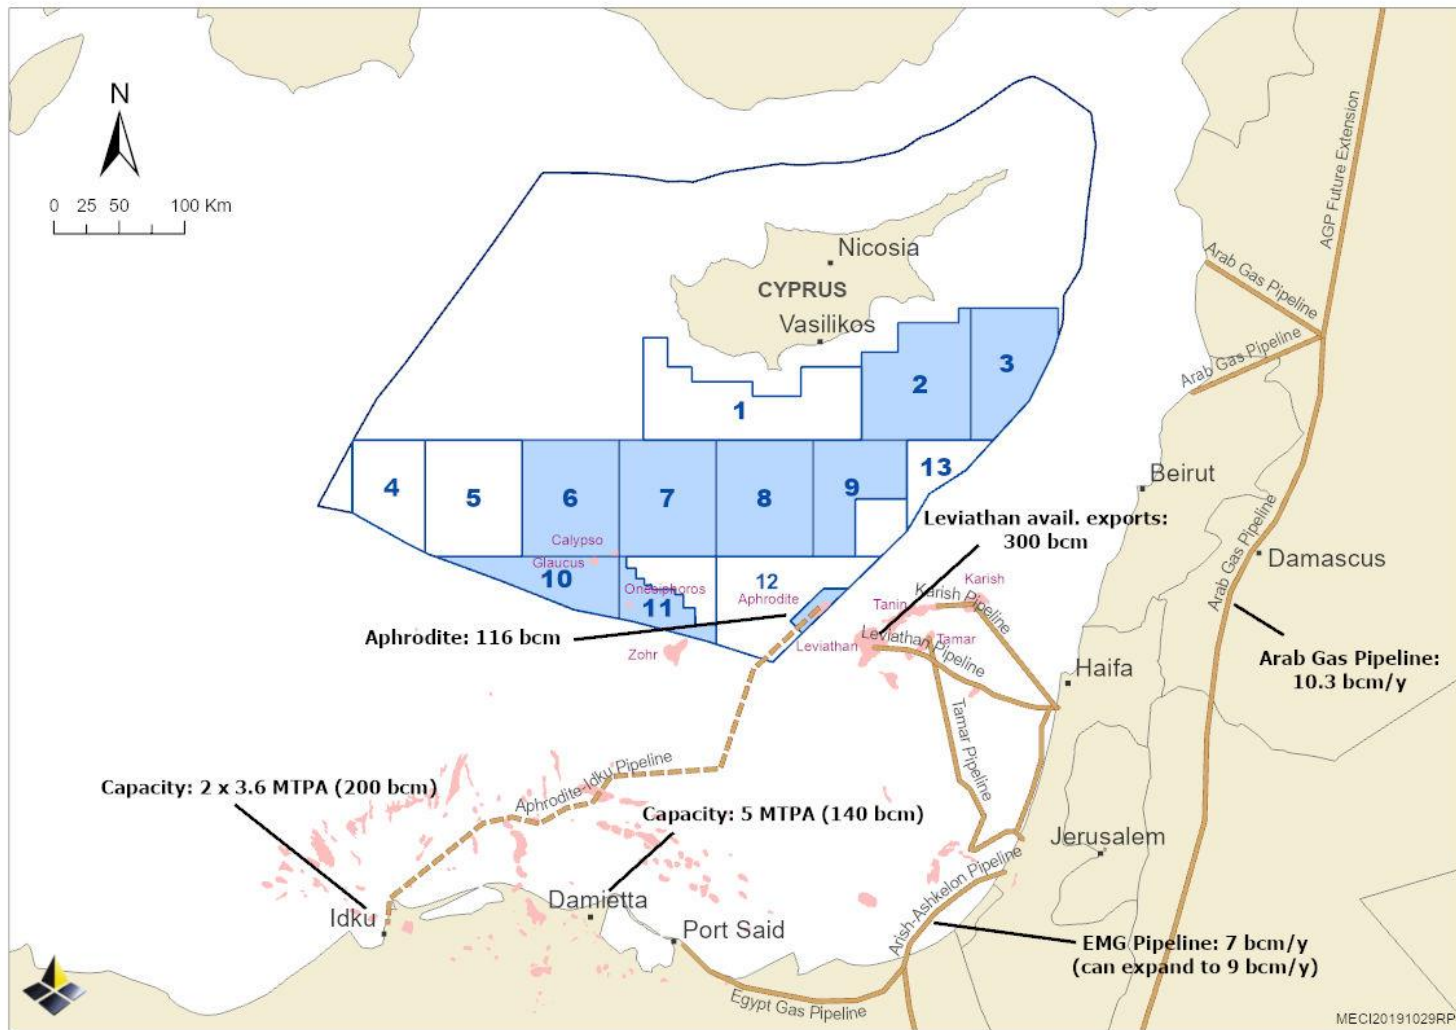 N
0 25 50 100 Km
AGP Future Extension
Nicosia
Arab Gas Pipeline
CYPRUS
Vasilikos
Arab Gas Pipeline
3
2
1
13
Beirut
4
5
6
7
8
9
Leviathan avail. exports:
300 bcm
Calypso
Glaucus
10
Onesiphoros
11
12
Aphrodite
Damascus
Arab Gas Pipeline
Karish
Tanin
Karish Pipeline
Aphrodite: 116 bcm
Zohr
Leviathan
Leviathan Pipeline
Tamar
Haifa
Arab Gas Pipeline:
10.3 bcm/y
Tamar Pipeline
Capacity: 2 x 3.6 MTPA (200 bcm)
Aphrodite-Idku Pipeline
Capacity: 5 MTPA (140 bcm)
Jerusalem
Idku
Damietta
Port Said
Arish-Ashkelon Pipeline
EMG Pipeline: 7 bcm/y
(can expand to 9 bcm/y)
Egypt Gas Pipeline
MECI20191029RP